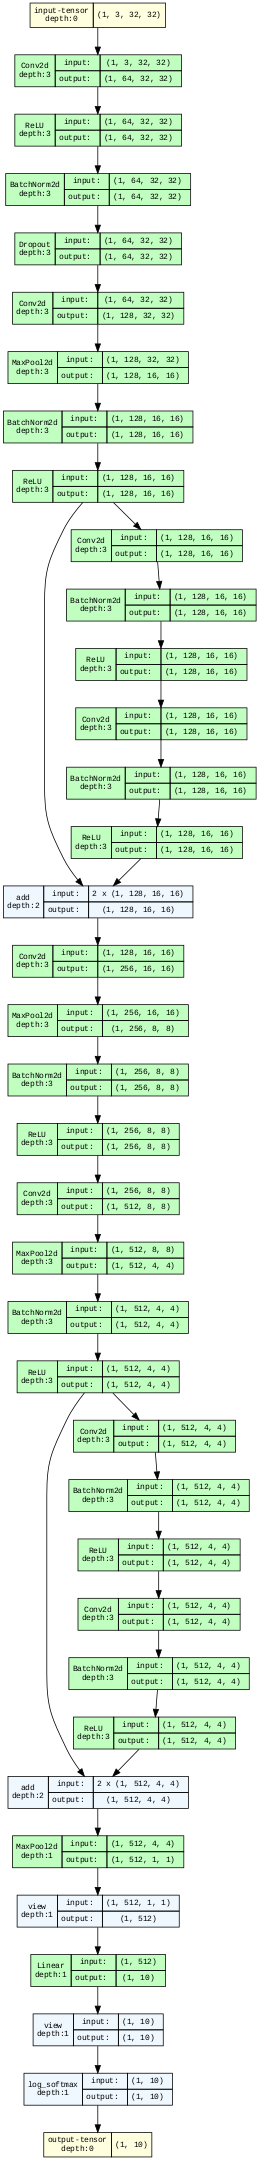 input-tensor
depth:0
(1, 3, 32, 32)
Conv2d
depth:3
input:
(1, 3, 32, 32)
output:
(1, 64, 32, 32)
ReLU
depth:3
input:
(1, 64, 32, 32)
output:
(1, 64, 32, 32)
BatchNorm2d
depth:3
input:
(1, 64, 32, 32)
output:
(1, 64, 32, 32)
Dropout
depth:3
input:
(1, 64, 32, 32)
output:
(1, 64, 32, 32)
Conv2d
depth:3
input:
(1, 64, 32, 32)
output:
(1, 128, 32, 32)
MaxPool2d
depth:3
input:
(1, 128, 32, 32)
output:
(1, 128, 16, 16)
BatchNorm2d
depth:3
input:
(1, 128, 16, 16)
output:
(1, 128, 16, 16)
ReLU
depth:3
input:
(1, 128, 16, 16)
output:
(1, 128, 16, 16)
Conv2d
depth:3
input:
(1, 128, 16, 16)
output:
(1, 128, 16, 16)
BatchNorm2d
depth:3
input:
(1, 128, 16, 16)
output:
(1, 128, 16, 16)
ReLU
depth:3
input:
(1, 128, 16, 16)
output:
(1, 128, 16, 16)
Conv2d
depth:3
input:
(1, 128, 16, 16)
output:
(1, 128, 16, 16)
BatchNorm2d
depth:3
input:
(1, 128, 16, 16)
output:
(1, 128, 16, 16)
ReLU
depth:3
input:
(1, 128, 16, 16)
output:
(1, 128, 16, 16)
add
depth:2
input:
2 x (1, 128, 16, 16)
output:
(1, 128, 16, 16)
Conv2d
depth:3
input:
(1, 128, 16, 16)
output:
(1, 256, 16, 16)
MaxPool2d
depth:3
input:
(1, 256, 16, 16)
output:
(1, 256, 8, 8)
BatchNorm2d
depth:3
input:
(1, 256, 8, 8)
output:
(1, 256, 8, 8)
ReLU
depth:3
input:
(1, 256, 8, 8)
output:
(1, 256, 8, 8)
Conv2d
depth:3
input:
(1, 256, 8, 8)
output:
(1, 512, 8, 8)
MaxPool2d
depth:3
input:
(1, 512, 8, 8)
output:
(1, 512, 4, 4)
BatchNorm2d
depth:3
input:
(1, 512, 4, 4)
output:
(1, 512, 4, 4)
ReLU
depth:3
input:
(1, 512, 4, 4)
output:
(1, 512, 4, 4)
Conv2d
depth:3
input:
(1, 512, 4, 4)
output:
(1, 512, 4, 4)
BatchNorm2d
depth:3
input:
(1, 512, 4, 4)
output:
(1, 512, 4, 4)
ReLU
depth:3
input:
(1, 512, 4, 4)
output:
(1, 512, 4, 4)
Conv2d
depth:3
input:
(1, 512, 4, 4)
output:
(1, 512, 4, 4)
BatchNorm2d
depth:3
input:
(1, 512, 4, 4)
output:
(1, 512, 4, 4)
ReLU
depth:3
input:
(1, 512, 4, 4)
output:
(1, 512, 4, 4)
add
depth:2
input:
2 x (1, 512, 4, 4)
output:
(1, 512, 4, 4)
MaxPool2d
depth:1
input:
(1, 512, 4, 4)
output:
(1, 512, 1, 1)
view
depth:1
input:
(1, 512, 1, 1)
output:
(1, 512)
Linear
depth:1
input:
(1, 512)
output:
(1, 10)
view
depth:1
input:
(1, 10)
output:
(1, 10)
log_softmax
depth:1
input:
(1, 10)
output:
(1, 10)
output-tensor
depth:0
(1, 10)